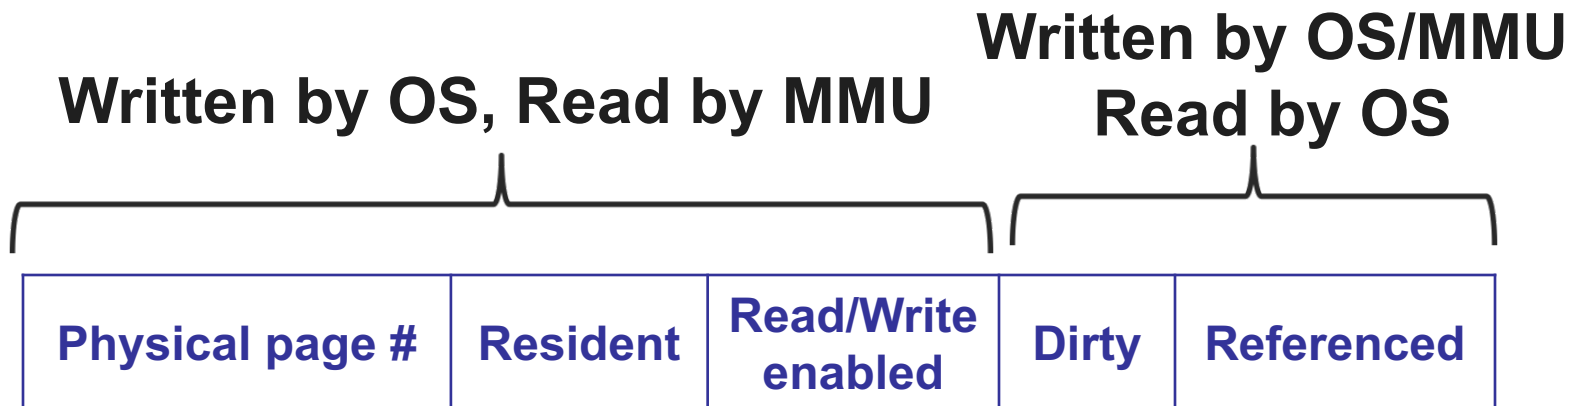 Written by OS, Read by MMU
Written by OS/MMU
Read by OS
Physical page #
Resident
Read/Write
enabled
Dirty
Referenced